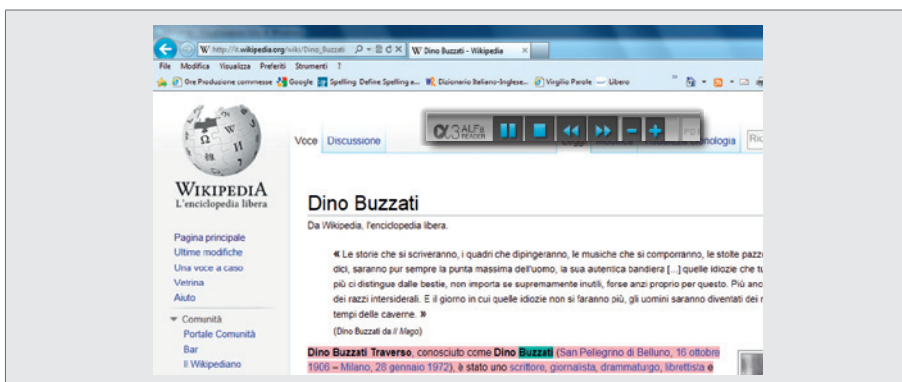 W http://it.wikipedia.org/wiki/Dino_Buzzati
W Dino Buzzati - Wikipedia
File Modifica Visualizza Preferiti Strumenti ?
Ore Produzione commesse Google Spelling Define Spelling e... Dizionario Italiano-Inglese... Virgilio Parole Libero
α3 ALFa READER
Voce Discussione
WIKIPEDIA
L'enciclopedia libera
Dino Buzzati
Da Wikipedia, l'enciclopedia libera.
Pagina principale
Ultime modifiche
Una voce a caso
Vetrina
Aiuto
Comunità
Portale Comunità
Bar
Il Wikipediano
« Le storie che si scriveranno, i quadri che dipingeranno, le musiche che si comporranno, le stolte pazz
dici, saranno pur sempre la punta massima dell'uomo, la sua autentica bandiera [...] quelle idiozie che tu
più ci distingue dalle bestie, non importa se supremamente inutili, forse anzi proprio per questo. Più anc
dei razzi intersiderali. E il giorno in cui quelle idiozie non si faranno più, gli uomini saranno diventati dei
tempi delle caverne. »
(Dino Buzzati da Il Mago)
Dino Buzzati Traverso, conosciuto come Dino Buzzati (San Pellegrino di Belluno, 16 ottobre
1906 – Milano, 28 gennaio 1972), è stato uno scrittore, giornalista, drammaturgo, librettista e